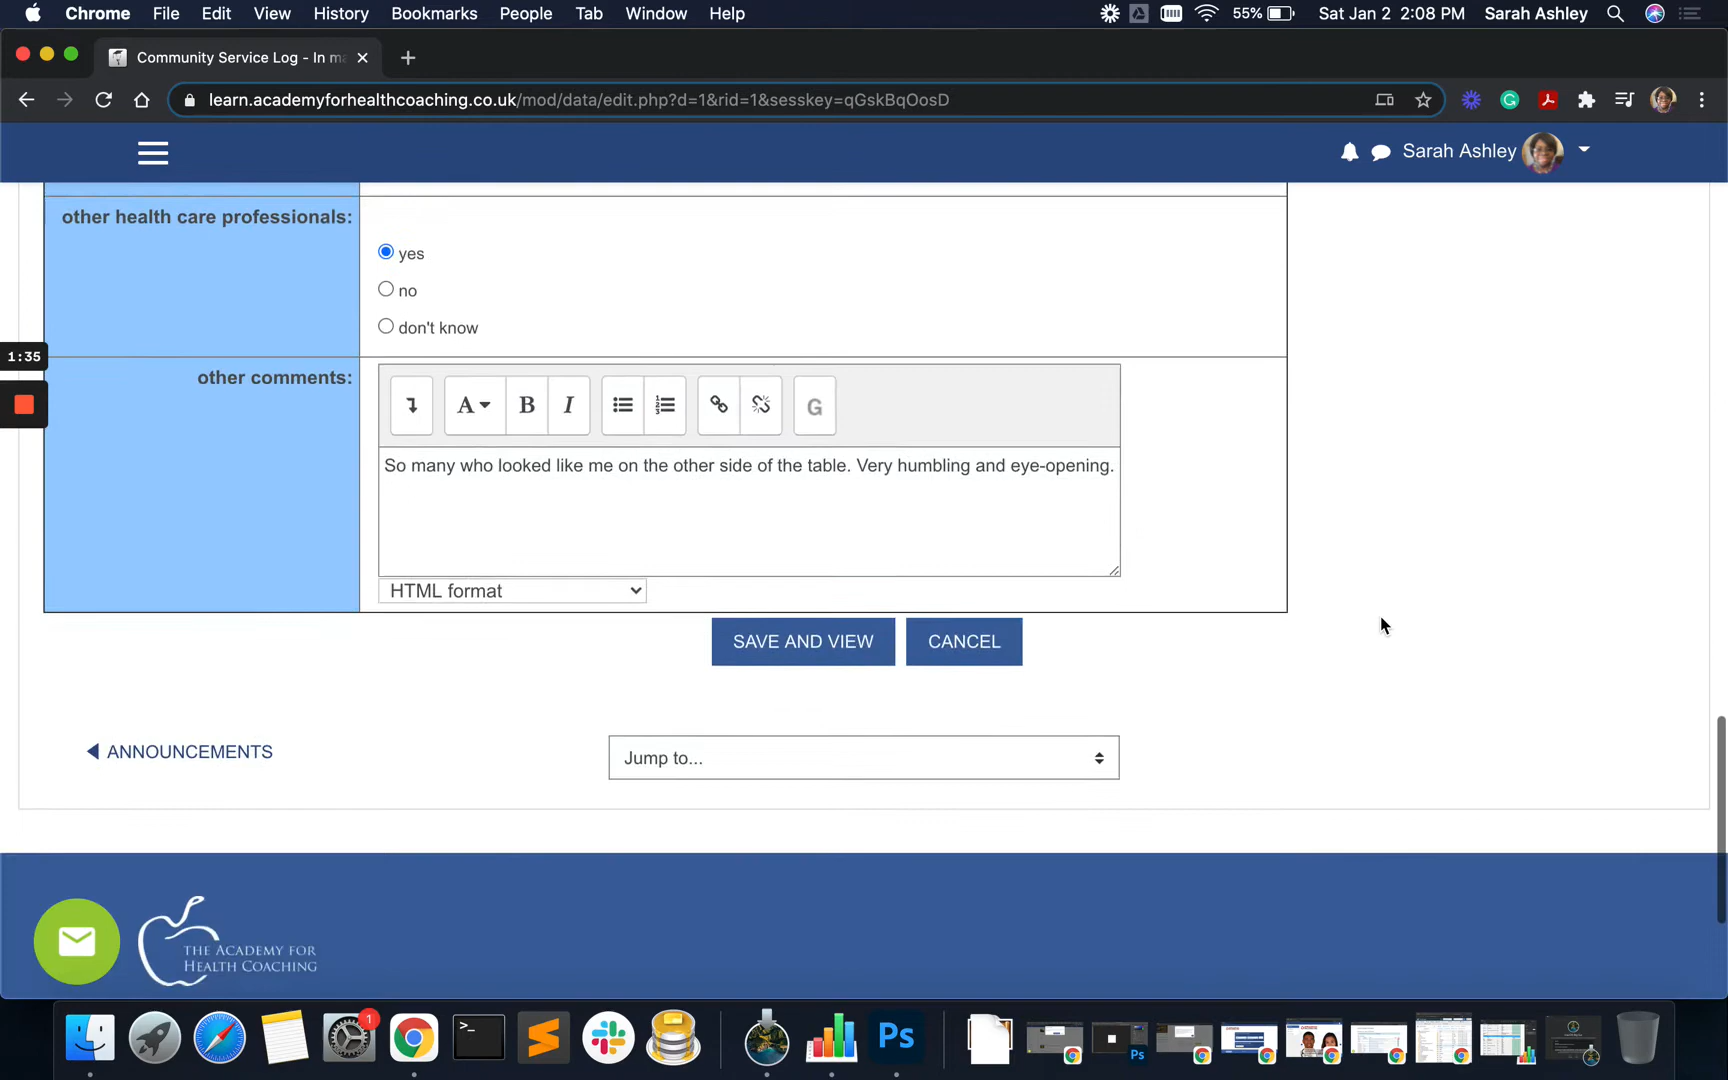 Chrome File Edit View History Bookmarks People Tab Window Help 55% Sat Jan 2 2:08 PM Sarah Ashley
Community Service Log - In ma
learn.academyforhealthcoaching.co.uk/mod/data/edit.php?d=1&rid=1&sesskey=qGskBqOosD
Sarah Ashley
other health care professionals:
yes
no
don't know
1:35
other comments:
A B I G
So many who looked like me on the other side of the table. Very humbling and eye-opening.
HTML format
SAVE AND VIEW CANCEL
ANNOUNCEMENTS Jump to...
THE ACADEMY FOR
HEALTH COACHING
1
>_
Ps
Ps